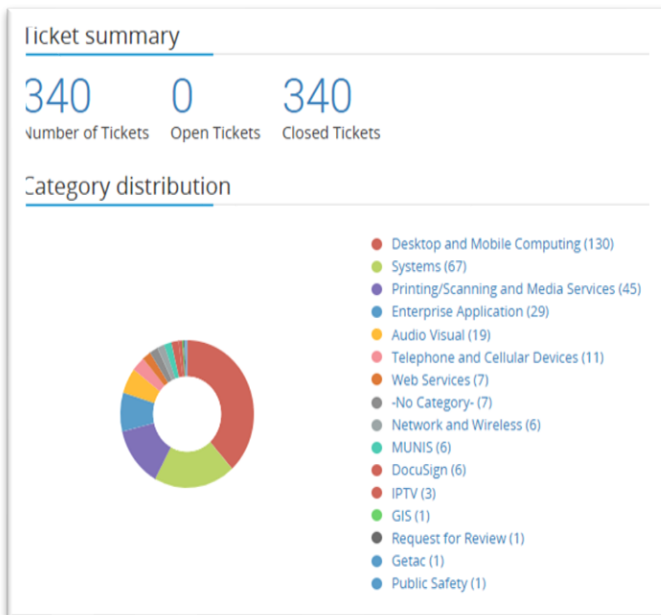 Ticket summary
340 0 340
Number of Tickets Open Tickets Closed Tickets
Category distribution
Desktop and Mobile Computing (130)
Systems (67)
Printing/Scanning and Media Services (45)
Enterprise Application (29)
Audio Visual (19)
Telephone and Cellular Devices (11)
Web Services (7)
-No Category- (7)
Network and Wireless (6)
MUNIS (6)
DocuSign (6)
IPTV (3)
GIS (1)
Request for Review (1)
Getac (1)
Public Safety (1)